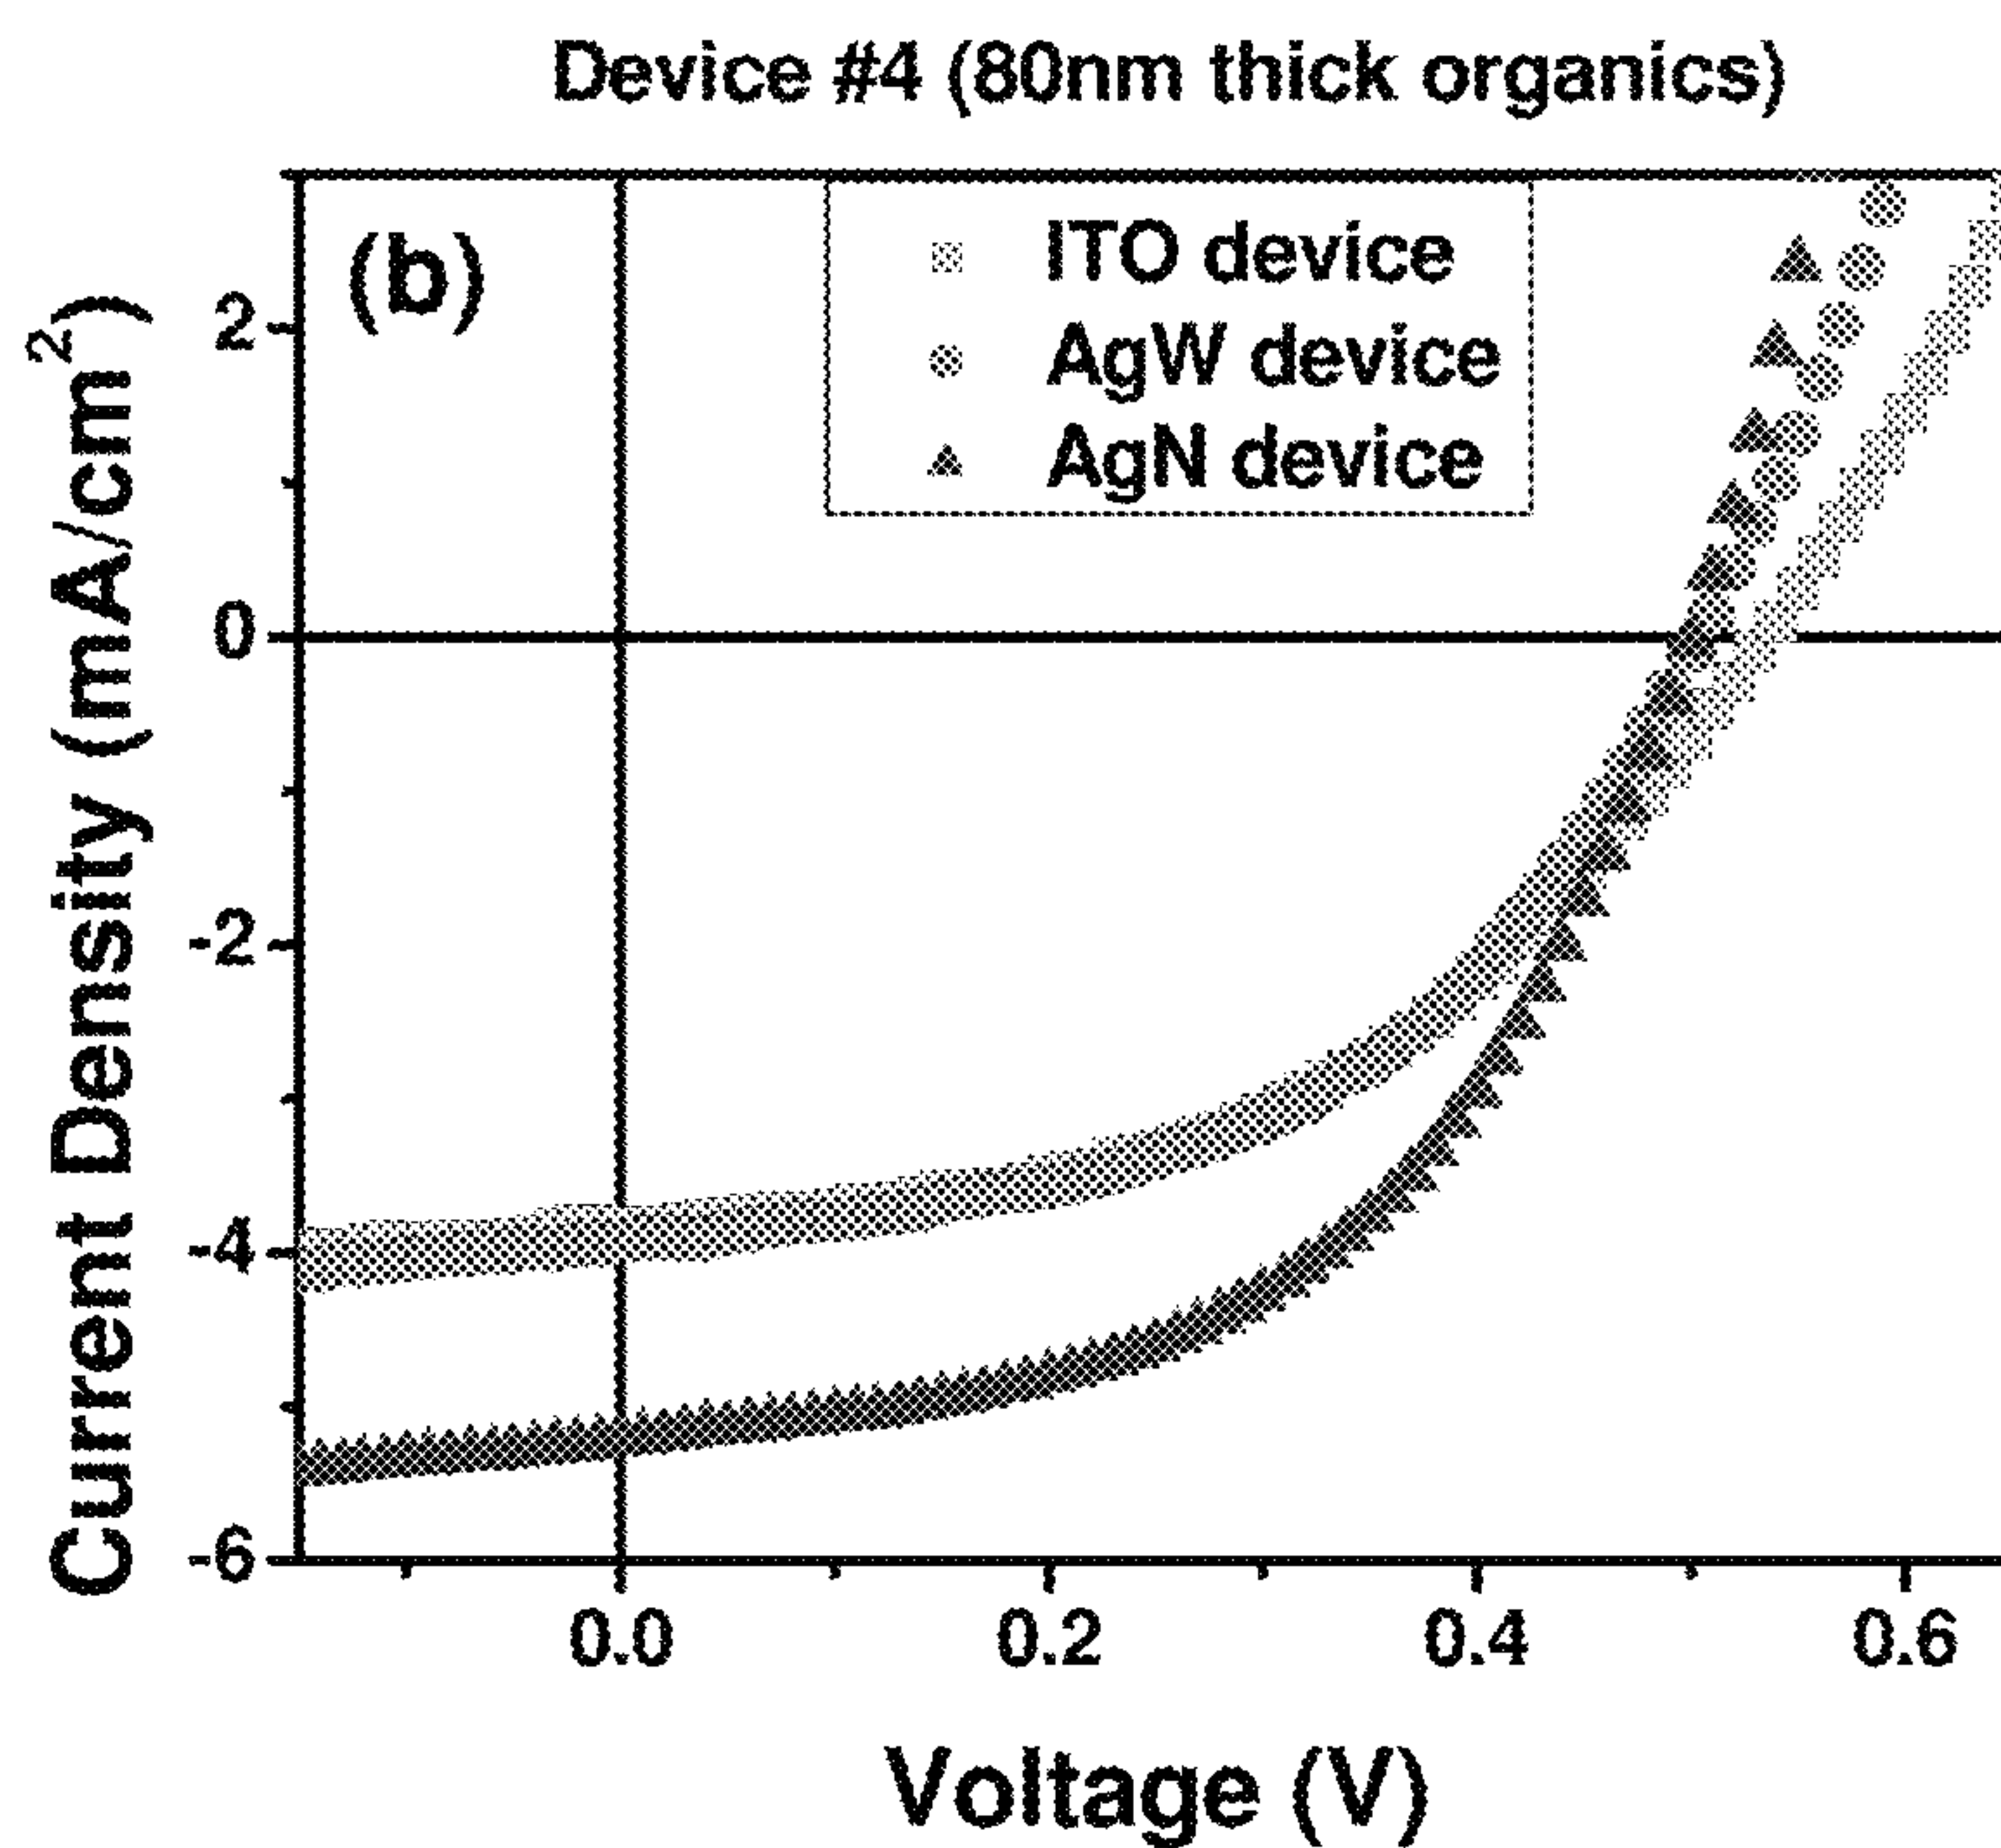 Device #4 (80nm thick organics)
(b)
ITO device
AgW device
AgN device
Current Density (mA/cm²)
2
0
-2
-4
-6
0.0 0.2 0.4 0.6
Voltage (V)